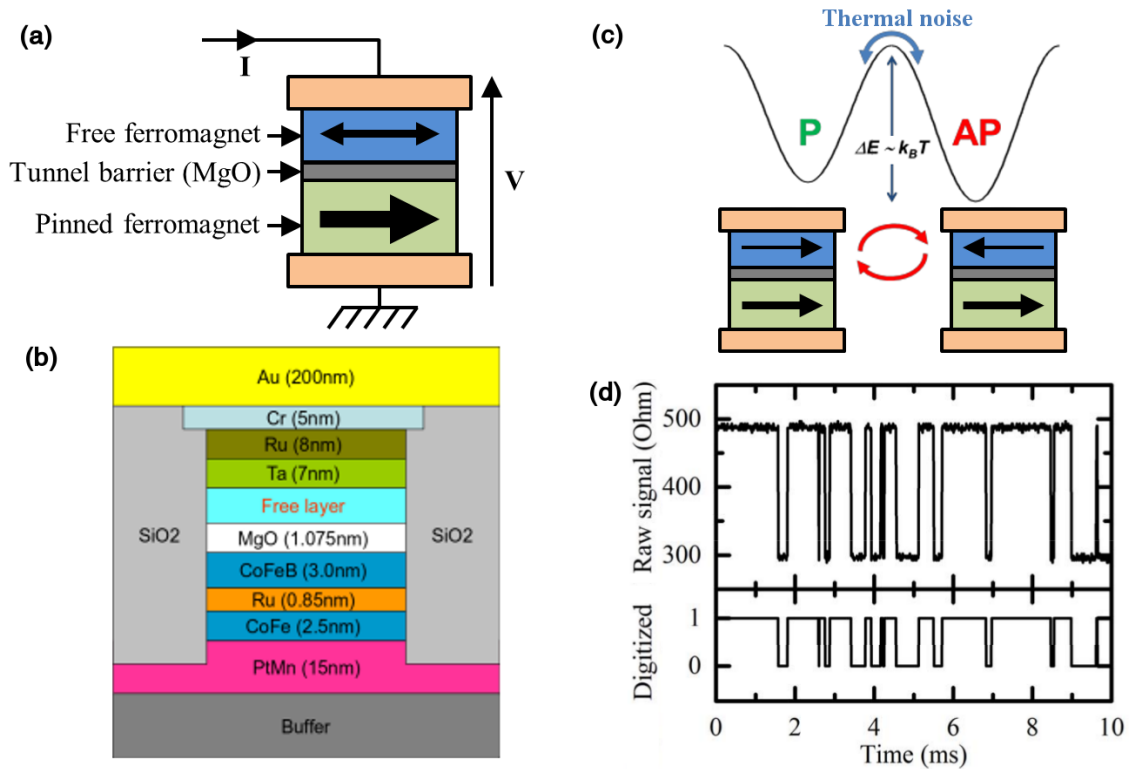 (a)
I
Free ferromagnet
Tunnel barrier (MgO)
Pinned ferromagnet
V
(b)
Au (200nm)
Cr (5nm)
Ru (8nm)
Ta (7nm)
Free layer
MgO (1.075nm)
CoFeB (3.0nm)
Ru (0.85nm)
CoFe (2.5nm)
PtMn (15nm)
Buffer
SiO2
SiO2
(c)
Thermal noise
P
ΔE ~ kBT
AP
(d)
Raw signal (Ohm)
500
400
300
Digitized
1
0
0 2 4 6 8 10
Time (ms)